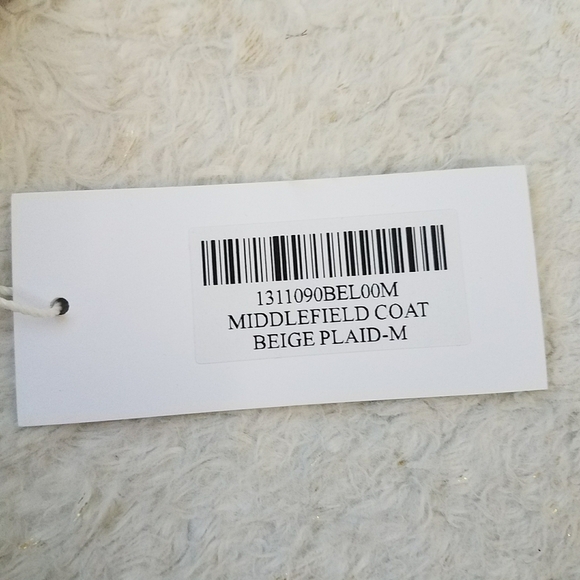 1311090BEL00M
MIDDLEFIELD COAT
BEIGE PLAID-M